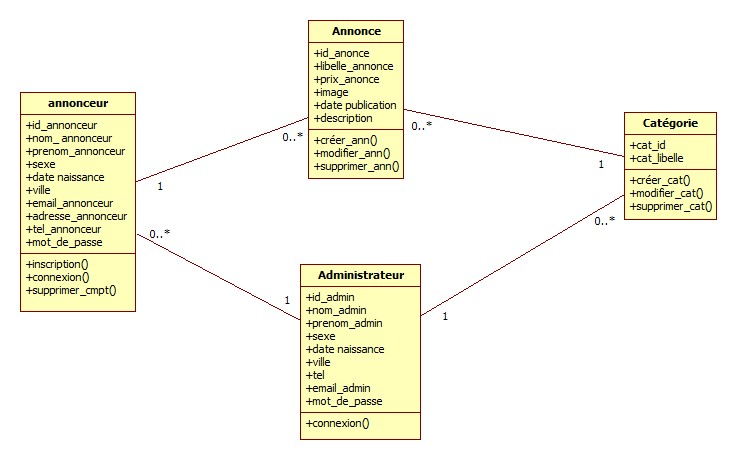 Annonce
+id_anonce
+libelle_annonce
+prix_anonce
+image
+date publication
+description
+créer_ann()
+modifier_ann()
+supprimer_ann()
annonceur
+id_annonceur
+nom_ annonceur
+prenom_annonceur
+sexe
+date naissance
+ville
+email_annonceur
+adresse_annonceur
+tel_annonceur
+mot_de_passe
+inscription()
+connexion()
+supprimer_cmpt()
Catégorie
+cat_id
+cat_libelle
+créer_cat()
+modifier_cat()
+supprimer_cat()
0..*
1
0..*
1
0..*
1
0..*
1
Administrateur
+id_admin
+nom_admin
+prenom_admin
+sexe
+date naissance
+ville
+tel
+email_admin
+mot_de_passe
+connexion()